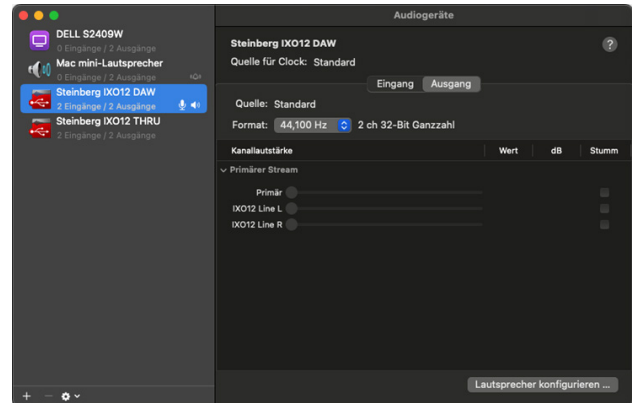 Audiogeräte
DELL S2409W
0 Eingänge / 2 Ausgänge
Mac mini-Lautsprecher
0 Eingänge / 2 Ausgänge
Steinberg IXO12 DAW
2 Eingänge / 2 Ausgänge
Steinberg IXO12 THRU
2 Eingänge / 2 Ausgänge
Steinberg IXO12 DAW
?
Quelle für Clock: Standard
Eingang Ausgang
Quelle: Standard
Format: 44,100 Hz 2 ch 32-Bit Ganzzahl
Kanallautstärke Wert dB Stumm
Primärer Stream
Primär
IXO12 Line L
IXO12 Line R
Lautsprecher konfigurieren ...